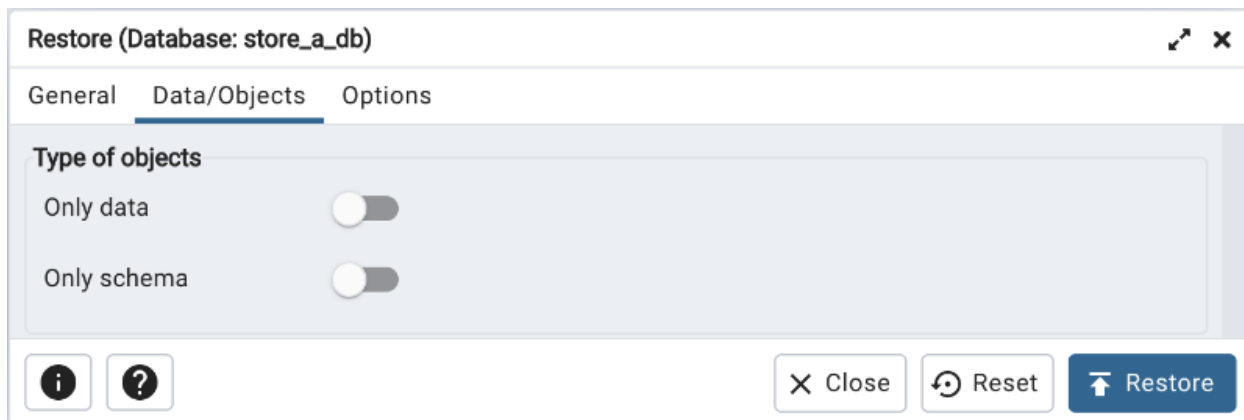 Restore (Database: store_a_db)
General Data/Objects Options
Type of objects
Only data
Only schema
Close Reset Restore